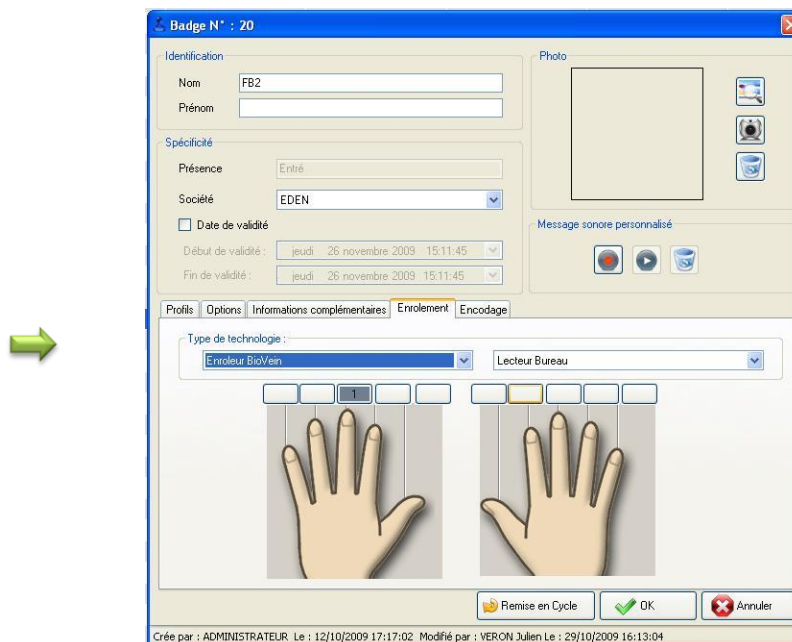 Badge N° : 20
Identification
Nom FB2
Prénom
Photo
Spécificité
Présence Entré
Société EDEN
Date de validité
Début de validité : jeudi 26 novembre 2009 15:11:45
Fin de validité : jeudi 26 novembre 2009 15:11:45
Message sonore personnalisé
Profils Options Informations complémentaires Enrolement Encodage
Type de technologie :
Enroleur BioVein Lecteur Bureau
1
Remise en Cycle OK Annuler
Crée par : ADMINISTRATEUR Le : 12/10/2009 17:17:02 Modifié par : VERON Julien Le : 29/10/2009 16:13:04